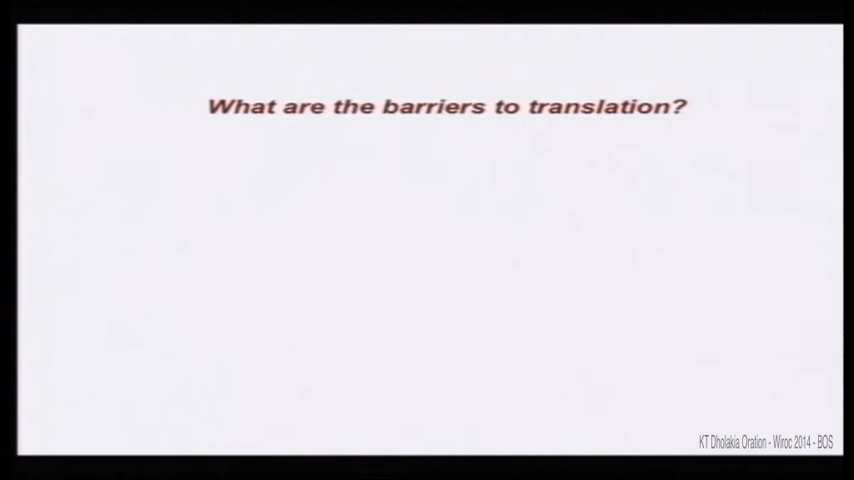 What are the barriers to translation?
KT Dholakia Oration - Wiroc 2014 - BOS